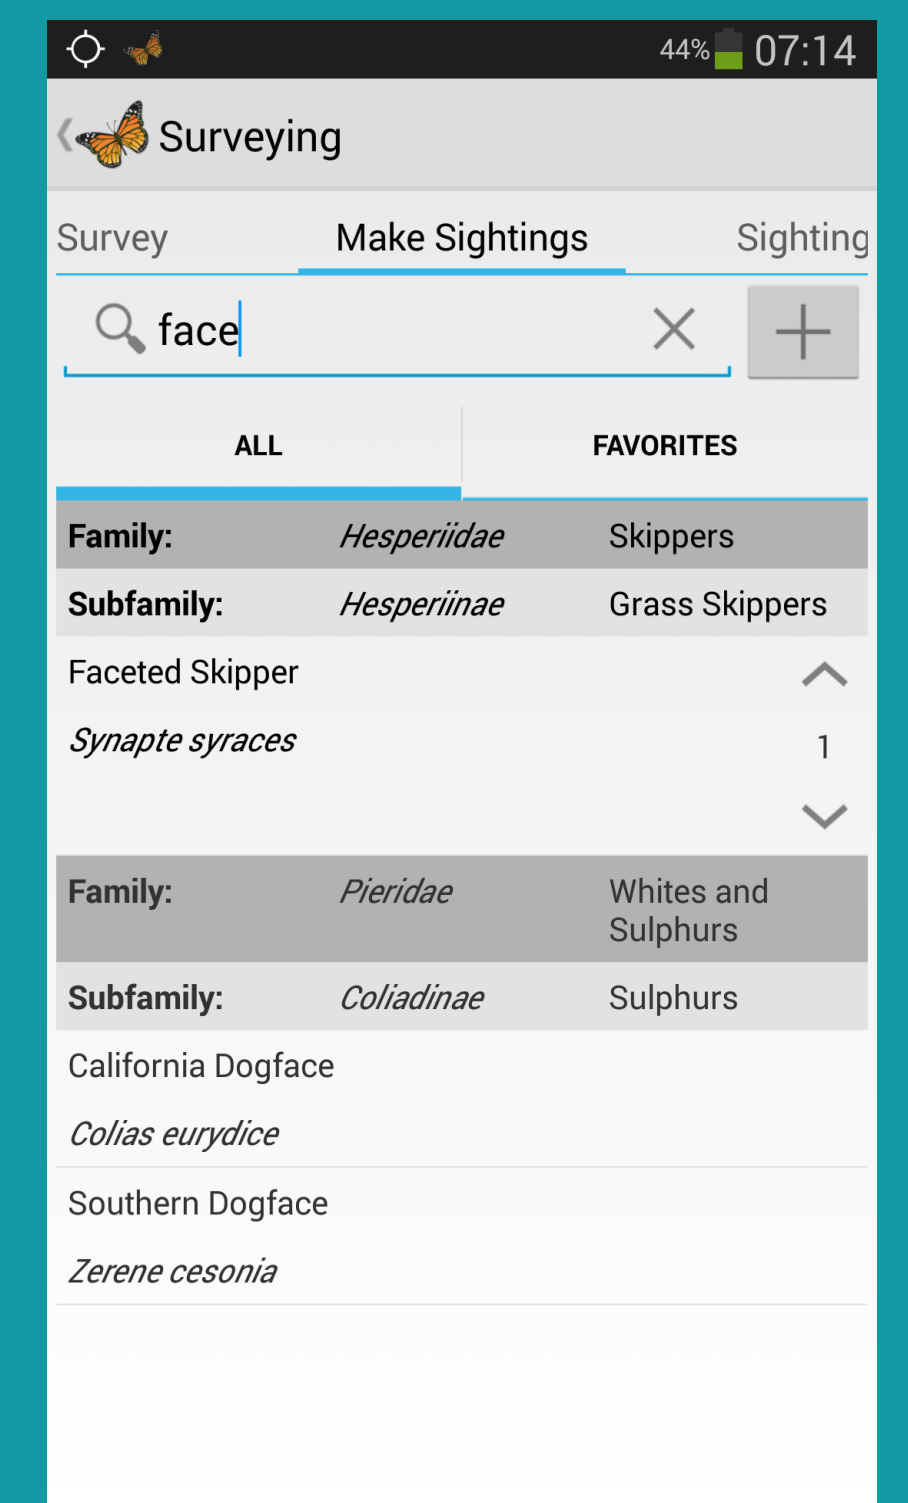 44% 07:14
Surveying
Survey Make Sightings Sighting
face
ALL FAVORITES
Family: Hesperiidae Skippers
Subfamily: Hesperiinae Grass Skippers
Faceted Skipper
Synapte syraces 1
Family: Pieridae Whites and
Sulphurs
Subfamily: Coliadinae Sulphurs
California Dogface
Colias eurydice
Southern Dogface
Zerene cesonia